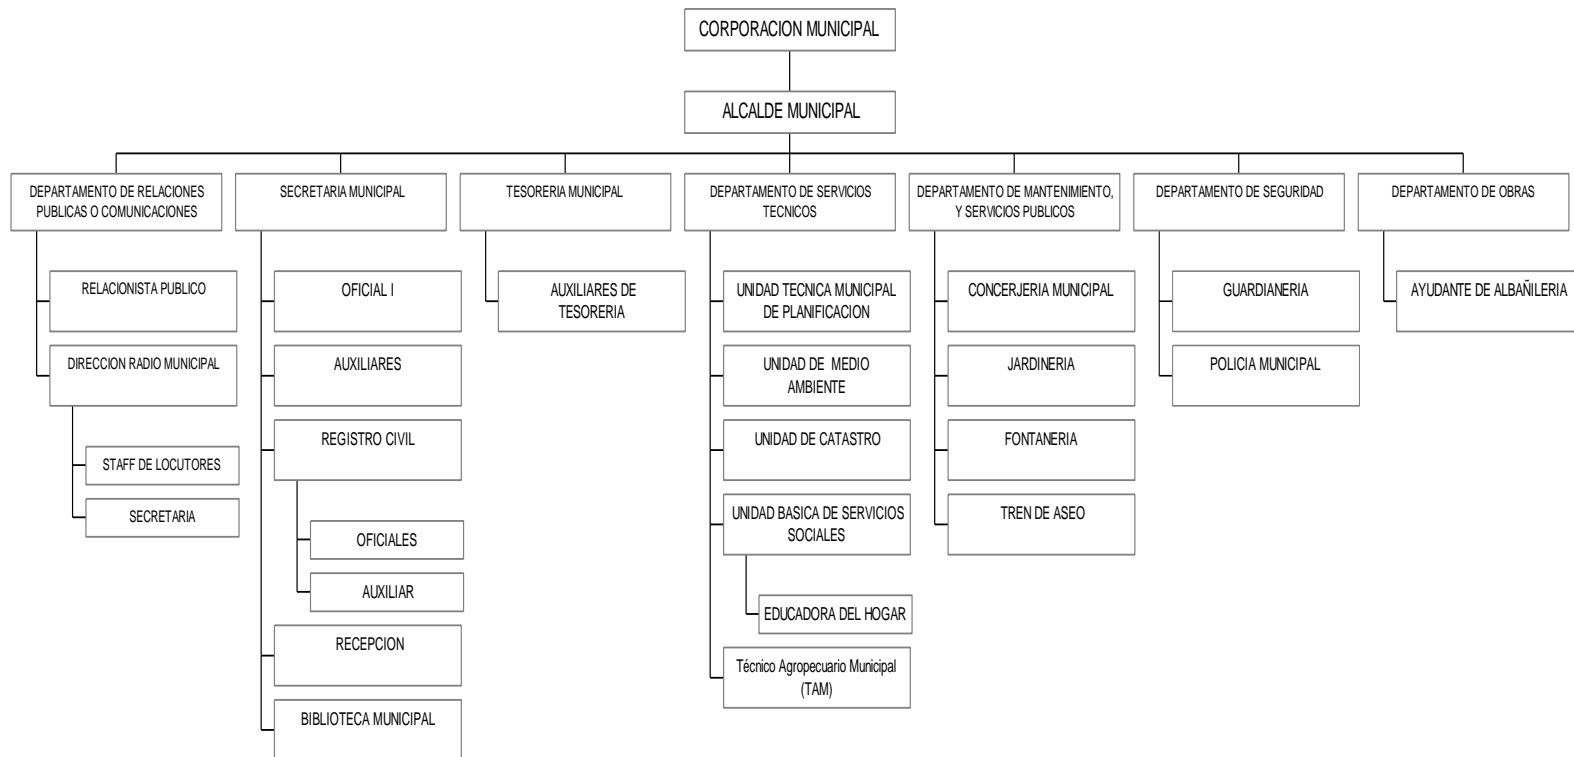 CORPORACION MUNICIPAL
ALCALDE MUNICIPAL
DEPARTAMENTO DE RELACIONES
PUBLICAS O COMUNICACIONES
RELACIONISTA PUBLICO
DIRECCION RADIO MUNICIPAL
STAFF DE LOCUTORES
SECRETARIA
SECRETARIA MUNICIPAL
OFICIAL I
AUXILIARES
REGISTRO CIVIL
OFICIALES
AUXILIAR
RECEPCION
BIBLIOTECA MUNICIPAL
TESORERIA MUNICIPAL
AUXILIARES DE
TESORERIA
DEPARTAMENTO DE SERVICIOS
TECNICOS
UNIDAD TECNICA MUNICIPAL
DE PLANIFICACION
UNIDAD DE MEDIO
AMBIENTE
UNIDAD DE CATASTRO
UNIDAD BASICA DE SERVICIOS
SOCIALES
EDUCADORA DEL HOGAR
Técnico Agropecuario Municipal
(TAM)
DEPARTAMENTO DE MANTENIMIENTO,
Y SERVICIOS PUBLICOS
CONCERJERIA MUNICIPAL
JARDINERIA
FONTANERIA
TREN DE ASEO
DEPARTAMENTO DE SEGURIDAD
GUARDIANERIA
POLICIA MUNICIPAL
DEPARTAMENTO DE OBRAS
AYUDANTE DE ALBAÑILERIA